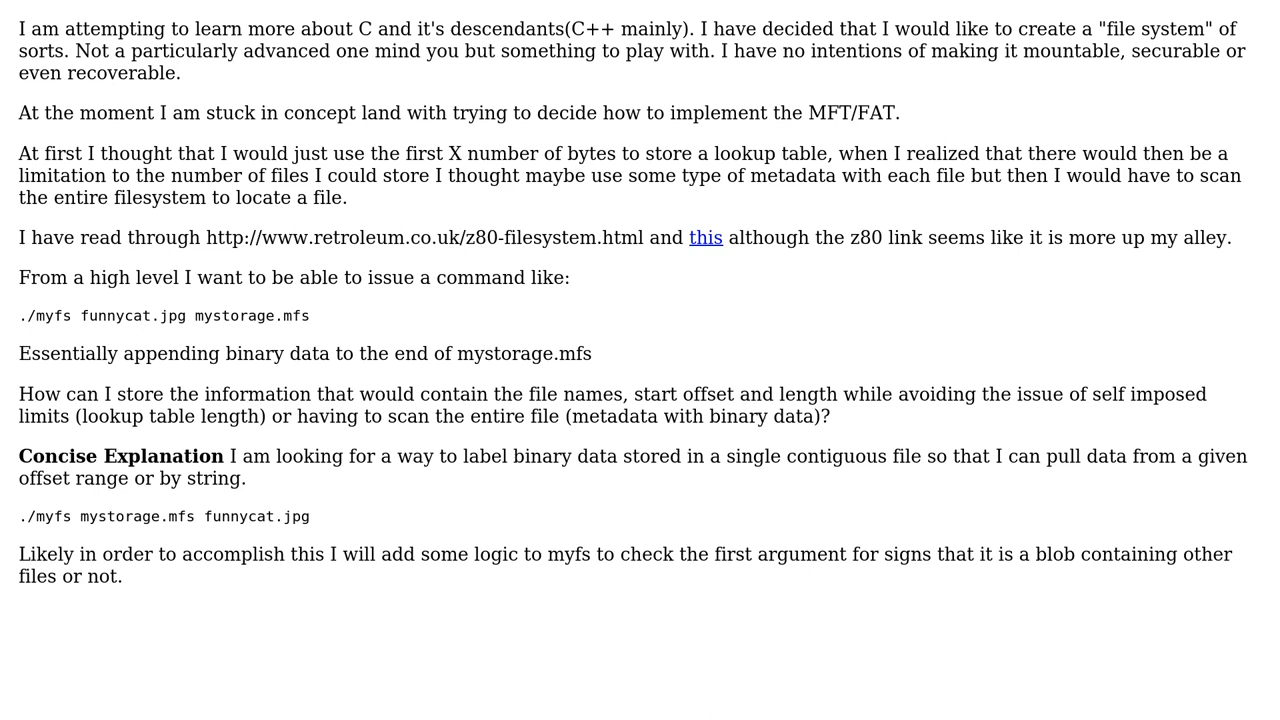 I am attempting to learn more about C and it's descendants(C++ mainly). I have decided that I would like to create a "file system" of
sorts. Not a particularly advanced one mind you but something to play with. I have no intentions of making it mountable, securable or
even recoverable.
At the moment I am stuck in concept land with trying to decide how to implement the MFT/FAT.
At first I thought that I would just use the first X number of bytes to store a lookup table, when I realized that there would then be a
limitation to the number of files I could store I thought maybe use some type of metadata with each file but then I would have to scan
the entire filesystem to locate a file.
I have read through http://www.retroleum.co.uk/z80-filesystem.html and this although the z80 link seems like it is more up my alley.
From a high level I want to be able to issue a command like:
./myfs funnycat.jpg mystorage.mfs
Essentially appending binary data to the end of mystorage.mfs
How can I store the information that would contain the file names, start offset and length while avoiding the issue of self imposed
limits (lookup table length) or having to scan the entire file (metadata with binary data)?
Concise Explanation I am looking for a way to label binary data stored in a single contiguous file so that I can pull data from a given
offset range or by string.
./myfs mystorage.mfs funnycat.jpg
Likely in order to accomplish this I will add some logic to myfs to check the first argument for signs that it is a blob containing other
files or not.